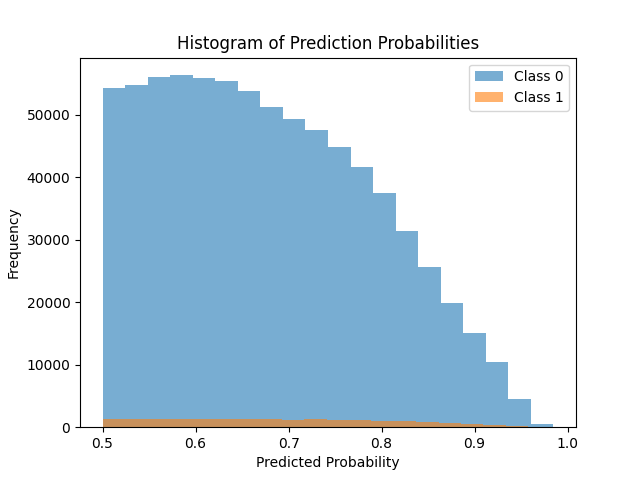 Histogram of Prediction Probabilities
Class 0
Class 1
Frequency
50000
40000
30000
20000
10000
0
0.5 0.6 0.7 0.8 0.9 1.0
Predicted Probability